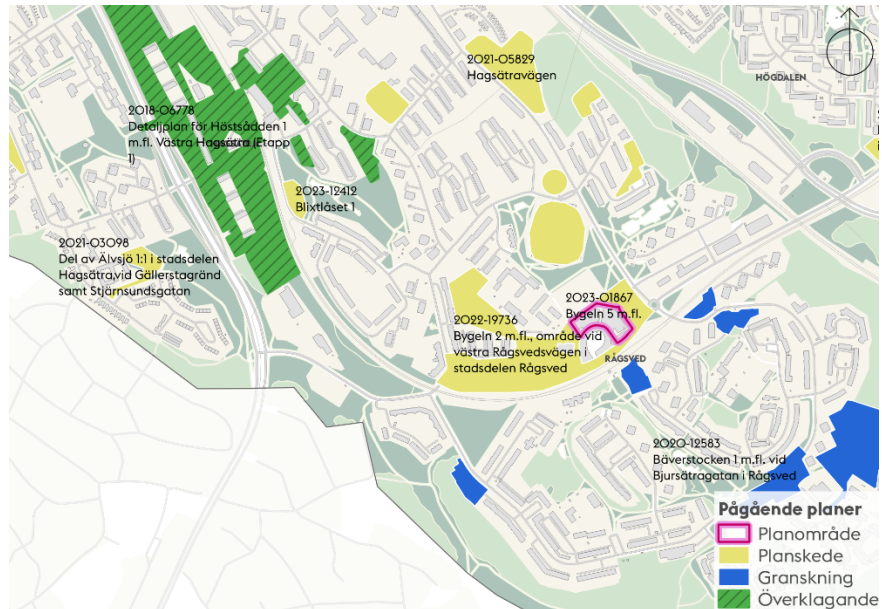 2021-05829
Hagsätravägen
HÖGDALEN
2018-06778
Detaljplan för Höstsådden 1
m.fl. Västra Hagsätra (Etapp
1)
2023-12412
Blixtlåset 1
2021-03098
Del av Älvsjö 1:1 i stadsdelen
Hagsätra,vid Gällerstagränd
samt Stjärnsundsgatan
2023-01867
Bygeln 5 m.fl.
2022-19736
Bygeln 2 m.fl., område vid
västra Rågsvedsvägen i
stadsdelen Rågsved
RÅGSVED
2020-12583
Bäverstocken 1 m.fl. vid
Bjursätragatan i Rågsved
Pågående planer
Planområde
Planskede
Granskning
Överklagande